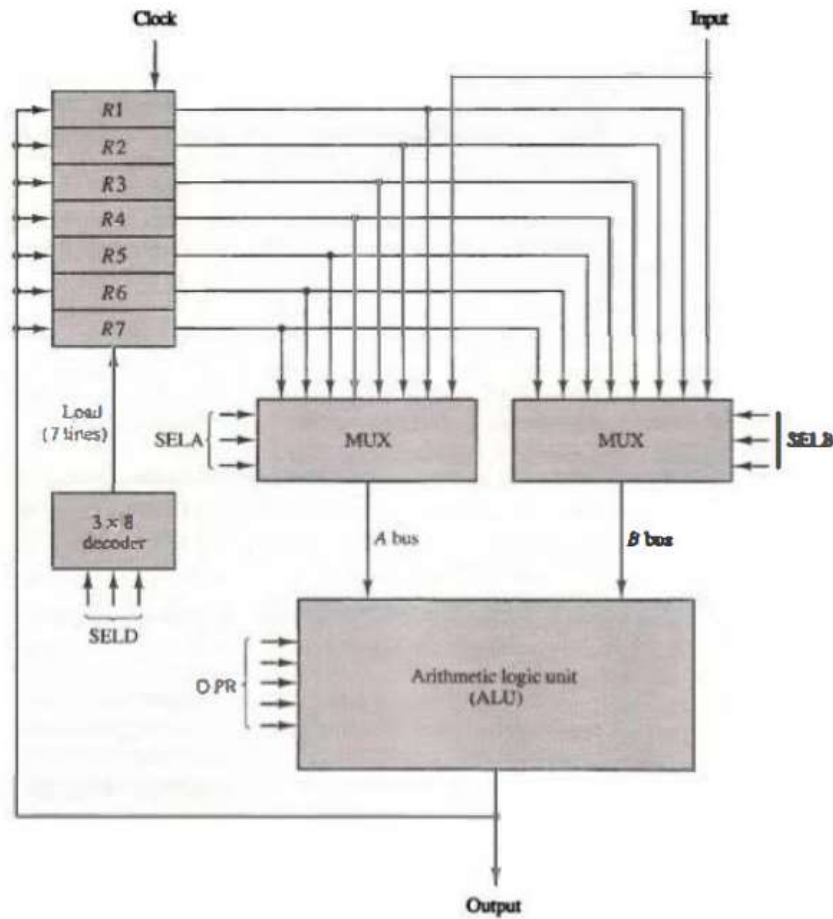 Clock
Input
R1
R2
R3
R4
R5
R6
R7
Load
(7 lines)
SELA
MUX
MUX
SELB
3 × 8
decoder
A bus
B bus
SELD
OPR
Arithmetic logic unit
(ALU)
Output